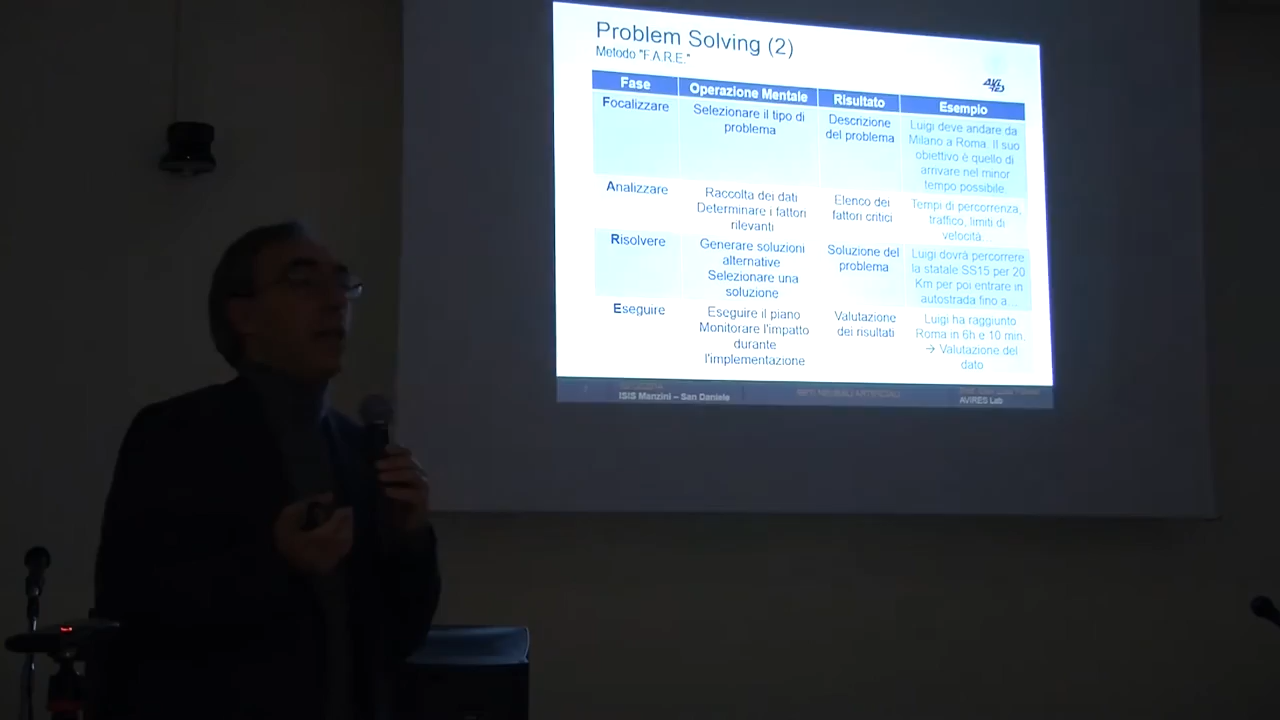 Problem Solving (2)
Metodo "F.A.R.E."
Fase
Operazione Mentale
Risultato
Esempio
Focalizzare
Selezionare il tipo di
problema
Descrizione
del problema
Luigi deve andare da
Milano a Roma. Il suo
obiettivo è quello di
arrivare nel minor
tempo possibile.
Analizzare
Raccolta dei dati
Determinare i fattori
rilevanti
Elenco dei
fattori critici
Tempi di percorrenza,
traffico, limiti di
velocità...
Risolvere
Generare soluzioni
alternative
Selezionare una
soluzione
Soluzione del
problema
Luigi dovrà percorrere
la statale SS15 per 20
Km per poi entrare in
autostrada fino a...
Eseguire
Eseguire il piano
Monitorare l'impatto
durante
l'implementazione
Valutazione
dei risultati
Luigi ha raggiunto
Roma in 6h e 10 min.
→ Valutazione del
dato
ISIS Manzini – San Daniele
RETI NEURALI ARTIFICIALI
AVIRES Lab